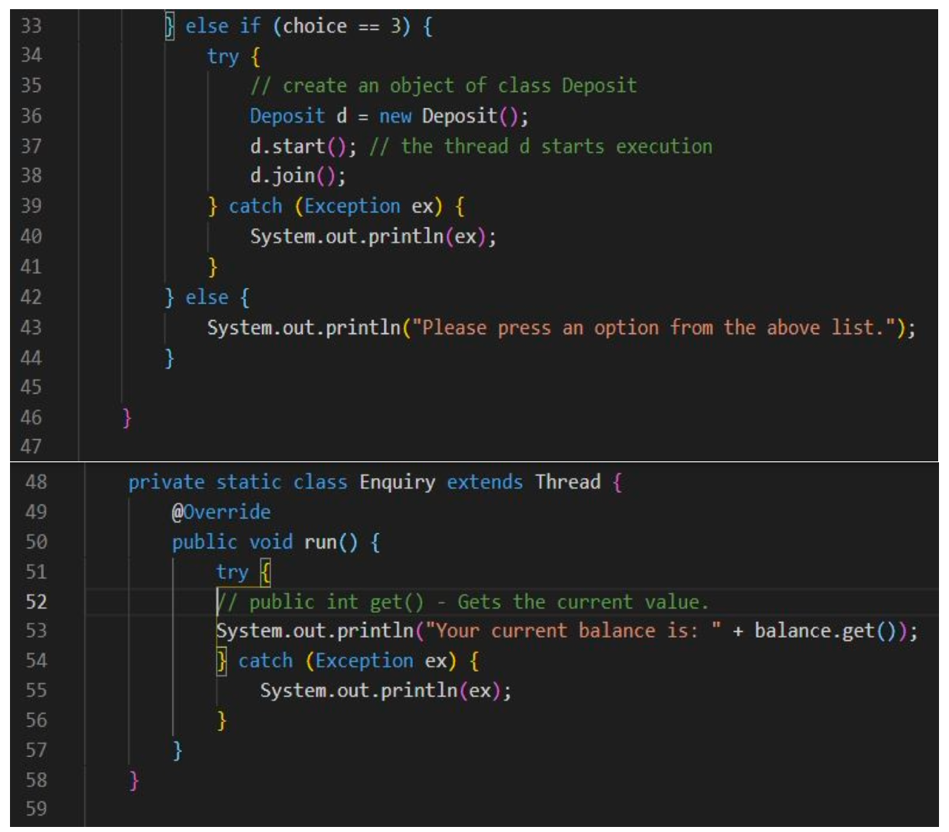 33 } else if (choice == 3) {
34 try {
35 // create an object of class Deposit
36 Deposit d = new Deposit();
37 d.start(); // the thread d starts execution
38 d.join();
39 } catch (Exception ex) {
40 System.out.println(ex);
41 }
42 } else {
43 System.out.println("Please press an option from the above list.");
44 }
45
46 }
47
48 private static class Enquiry extends Thread {
49 @Override
50 public void run() {
51 try {
52 // public int get() - Gets the current value.
53 System.out.println("Your current balance is: " + balance.get());
54 } catch (Exception ex) {
55 System.out.println(ex);
56 }
57 }
58 }
59